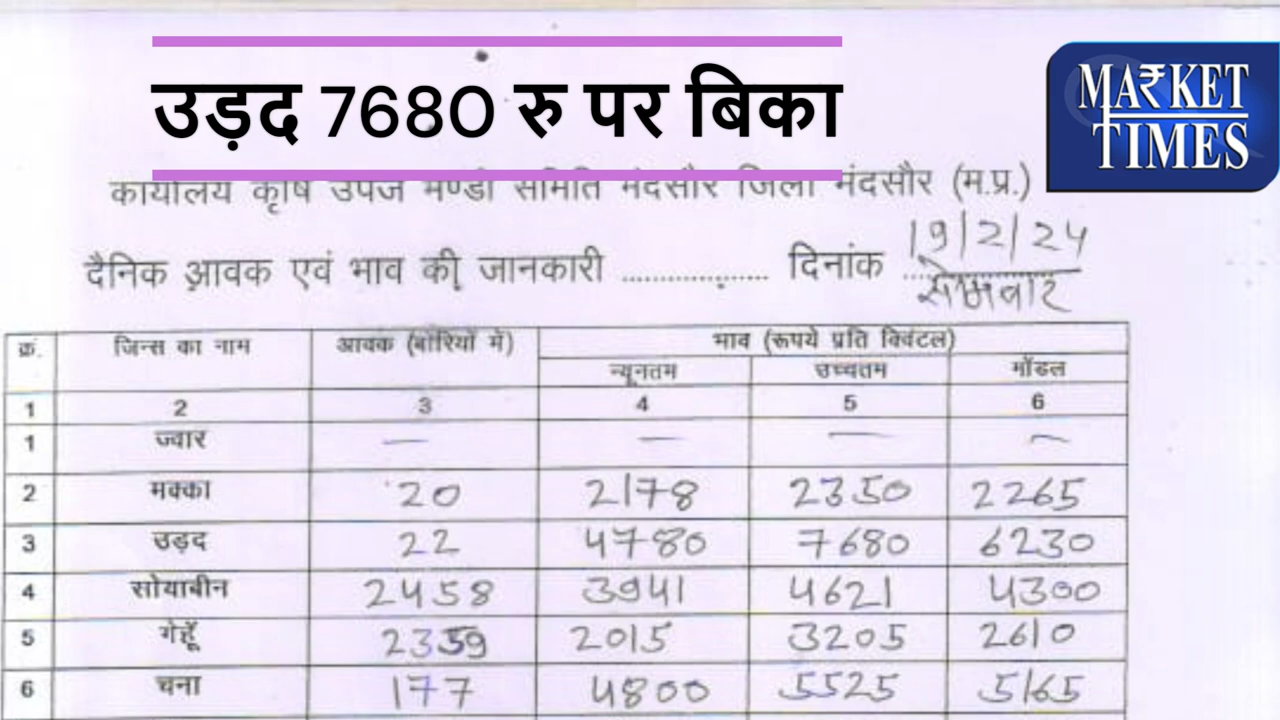 उड़द 7680 रु पर बिका
MA₹KET
TIMES
कार्यालय कृषि उपज मण्डी समिति मंदसौर जिला मंदसौर (म.प्र.)
दैनिक आवक एवं भाव की जानकारी .................. दिनांक 19/2/24
सोमवार
क्र. जिन्स का नाम आवक (बोरियों में) भाव (रूपये प्रति क्विंटल)
न्यूनतम उच्चतम मॉडल
1 2 3 4 5 6
1 ज्वार — — — —
2 मक्का 20 2178 2350 2265
3 उड़द 22 4780 7680 6230
4 सोयाबीन 2458 3941 4621 4300
5 गेहूँ 2359 2015 3205 2610
6 चना 177 4800 5525 5165